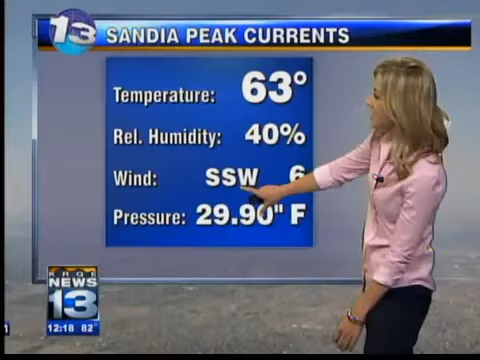 13
SANDIA PEAK CURRENTS
Temperature: 63°
Rel. Humidity: 40%
Wind: SSW 6
Pressure: 29.90" F
KRQE
NEWS
13
12:18 82°